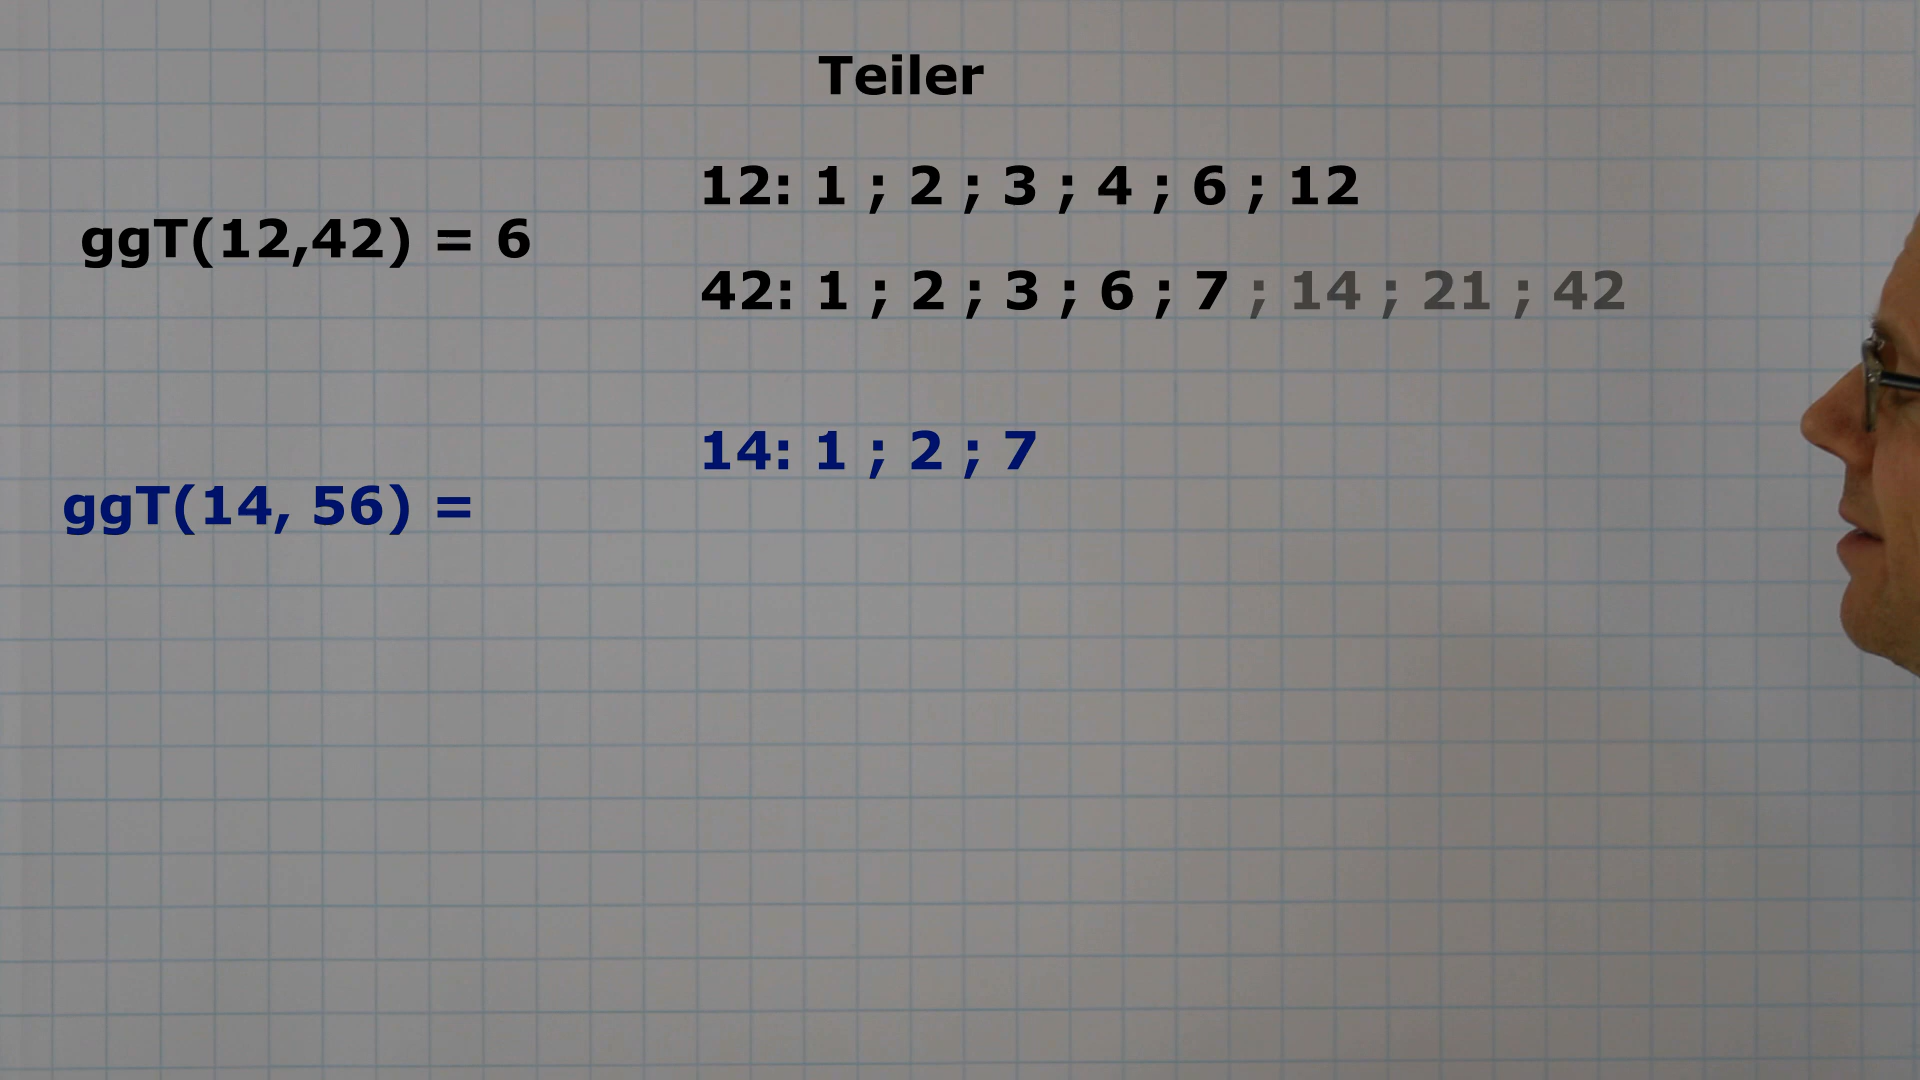 Teiler
12: 1 ; 2 ; 3 ; 4 ; 6 ; 12
ggT(12,42) = 6
42: 1 ; 2 ; 3 ; 6 ; 7 ; 14 ; 21 ; 42
14: 1 ; 2 ; 7
ggT(14, 56) =